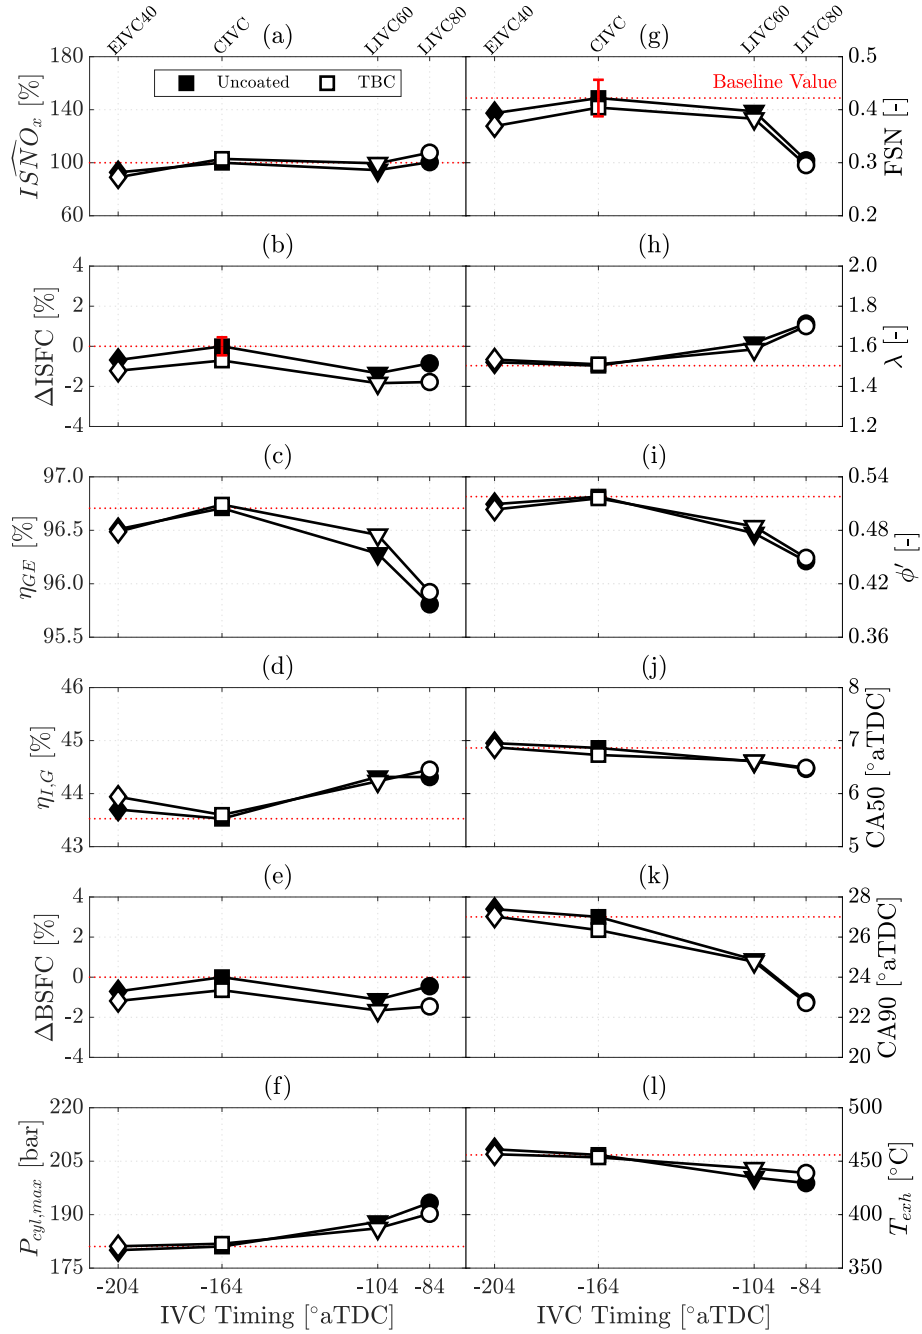 EIVC40 CIVC LIVC60 LIVC80
EIVC40 CIVC LIVC60 LIVC80
(a)
180
140
100
60
ISNOₓ [%]
Uncoated TBC
(g)
0.5
0.4
0.3
0.2
FSN [-]
Baseline Value
(b)
4
2
0
-2
-4
ΔISFC [%]
(h)
2.0
1.8
1.6
1.4
1.2
λ [-]
(c)
97.0
96.5
96.0
95.5
η_GE [%]
(i)
0.54
0.48
0.42
0.36
ϕ′ [-]
(d)
46
45
44
43
η_I,G [%]
(j)
8
7
6
5
CA50 [°aTDC]
(e)
4
2
0
-2
-4
ΔBSFC [%]
(k)
28
26
24
22
20
CA90 [°aTDC]
(f)
220
205
190
175
P_cyl,max [bar]
(l)
500
450
400
350
T_exh [°C]
-204 -164 -104 -84
-204 -164 -104 -84
IVC Timing [°aTDC]
IVC Timing [°aTDC]